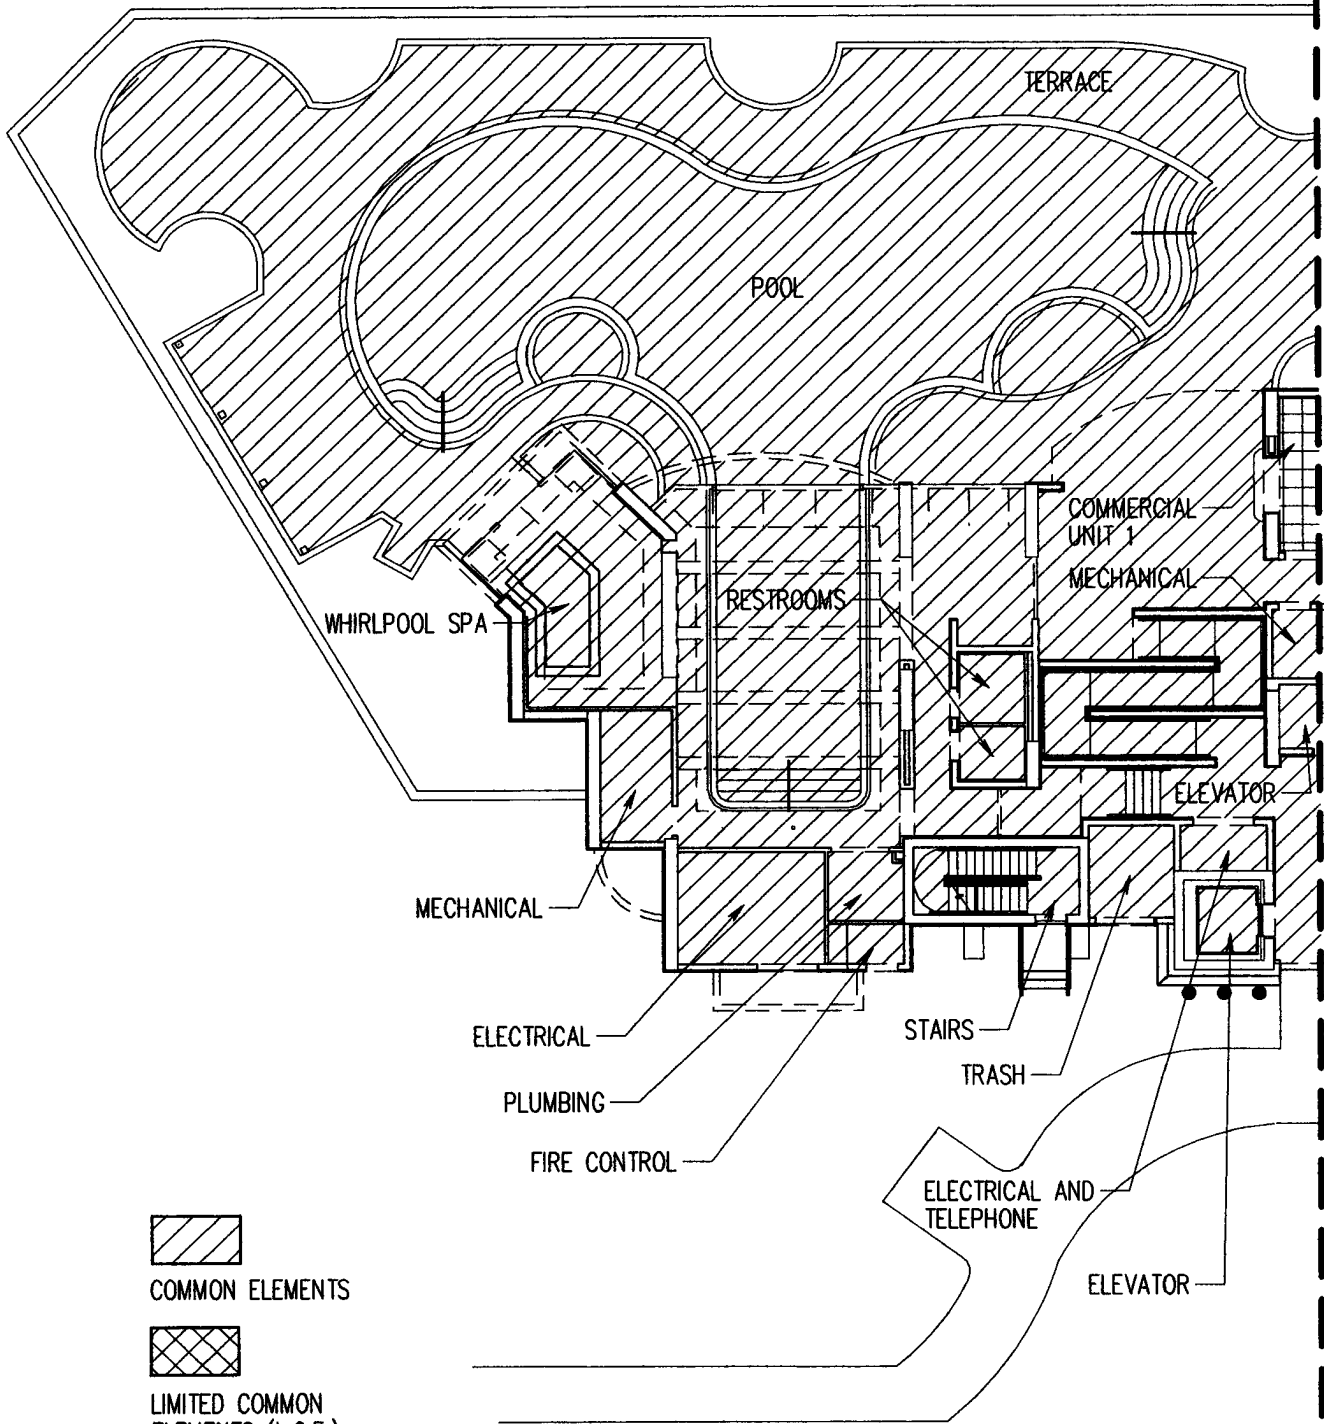 TERRACE
POOL
COMMERCIAL
UNIT 1
MECHANICAL
RESTROOMS
WHIRLPOOL SPA
ELEVATOR
MECHANICAL
ELECTRICAL
STAIRS
TRASH
PLUMBING
FIRE CONTROL
ELECTRICAL AND
TELEPHONE
ELEVATOR
COMMON ELEMENTS
LIMITED COMMON
ELEMENTS (L.C.E.)